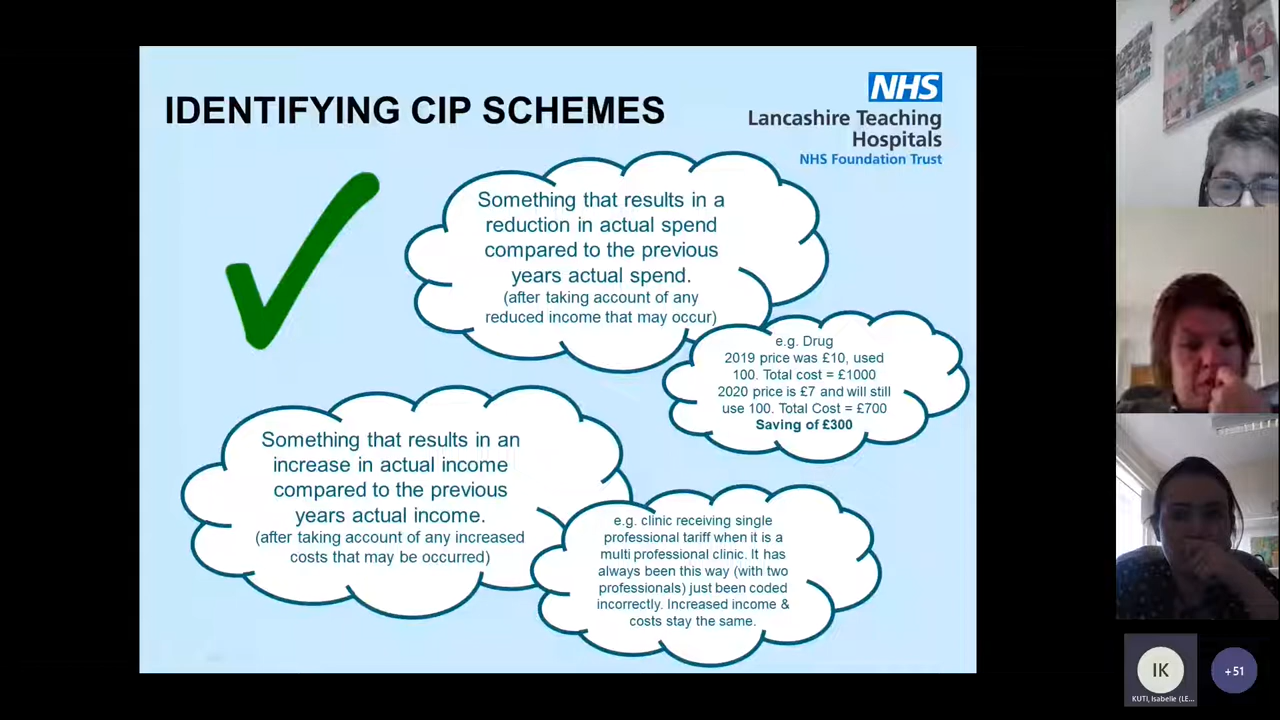 IDENTIFYING CIP SCHEMES
NHS
Lancashire Teaching
Hospitals
NHS Foundation Trust
Something that results in a
reduction in actual spend
compared to the previous
years actual spend.
(after taking account of any
reduced income that may occur)
e.g. Drug
2019 price was £10, used
100. Total cost = £1000
2020 price is £7 and will still
use 100. Total Cost = £700
Saving of £300
Something that results in an
increase in actual income
compared to the previous
years actual income.
(after taking account of any increased
costs that may be occurred)
e.g. clinic receiving single
professional tariff when it is a
multi professional clinic. It has
always been this way (with two
professionals) just been coded
incorrectly. Increased income &
costs stay the same.
IK
KUTI, Isabelle (LE...
+51